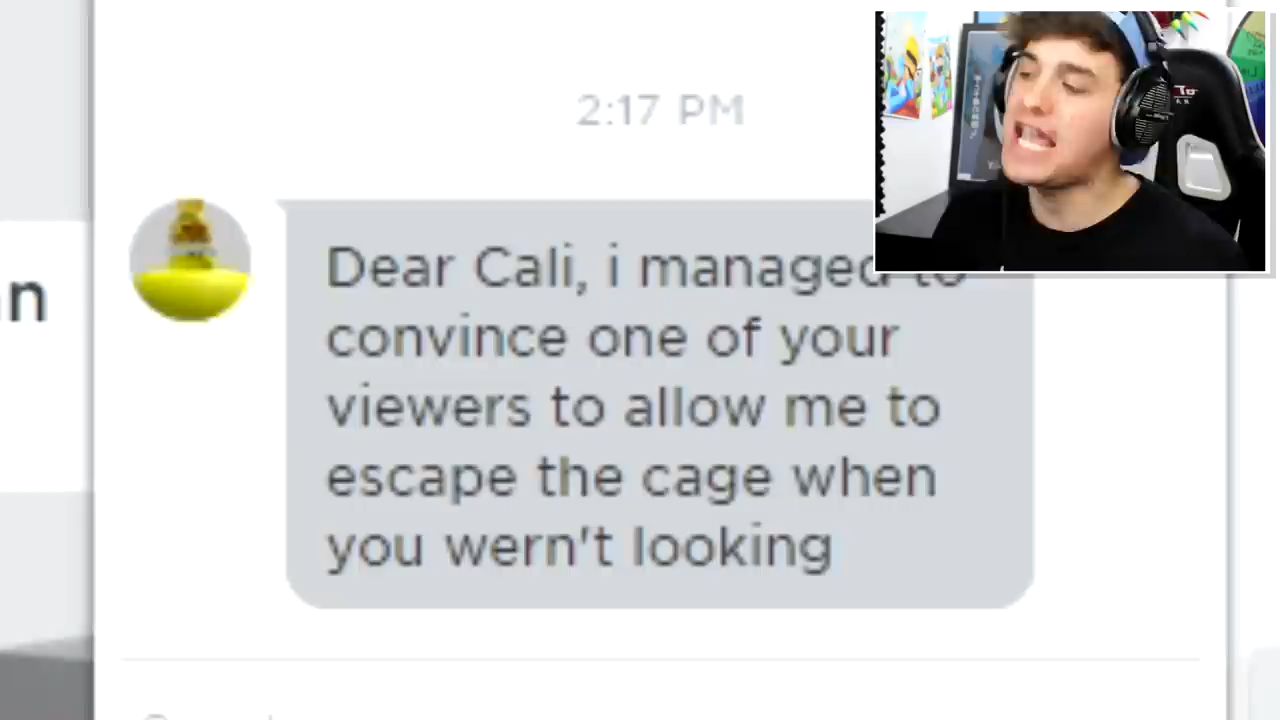 2:17 PM
Dear Cali, i managed to
convince one of your
viewers to allow me to
escape the cage when
you wern't looking